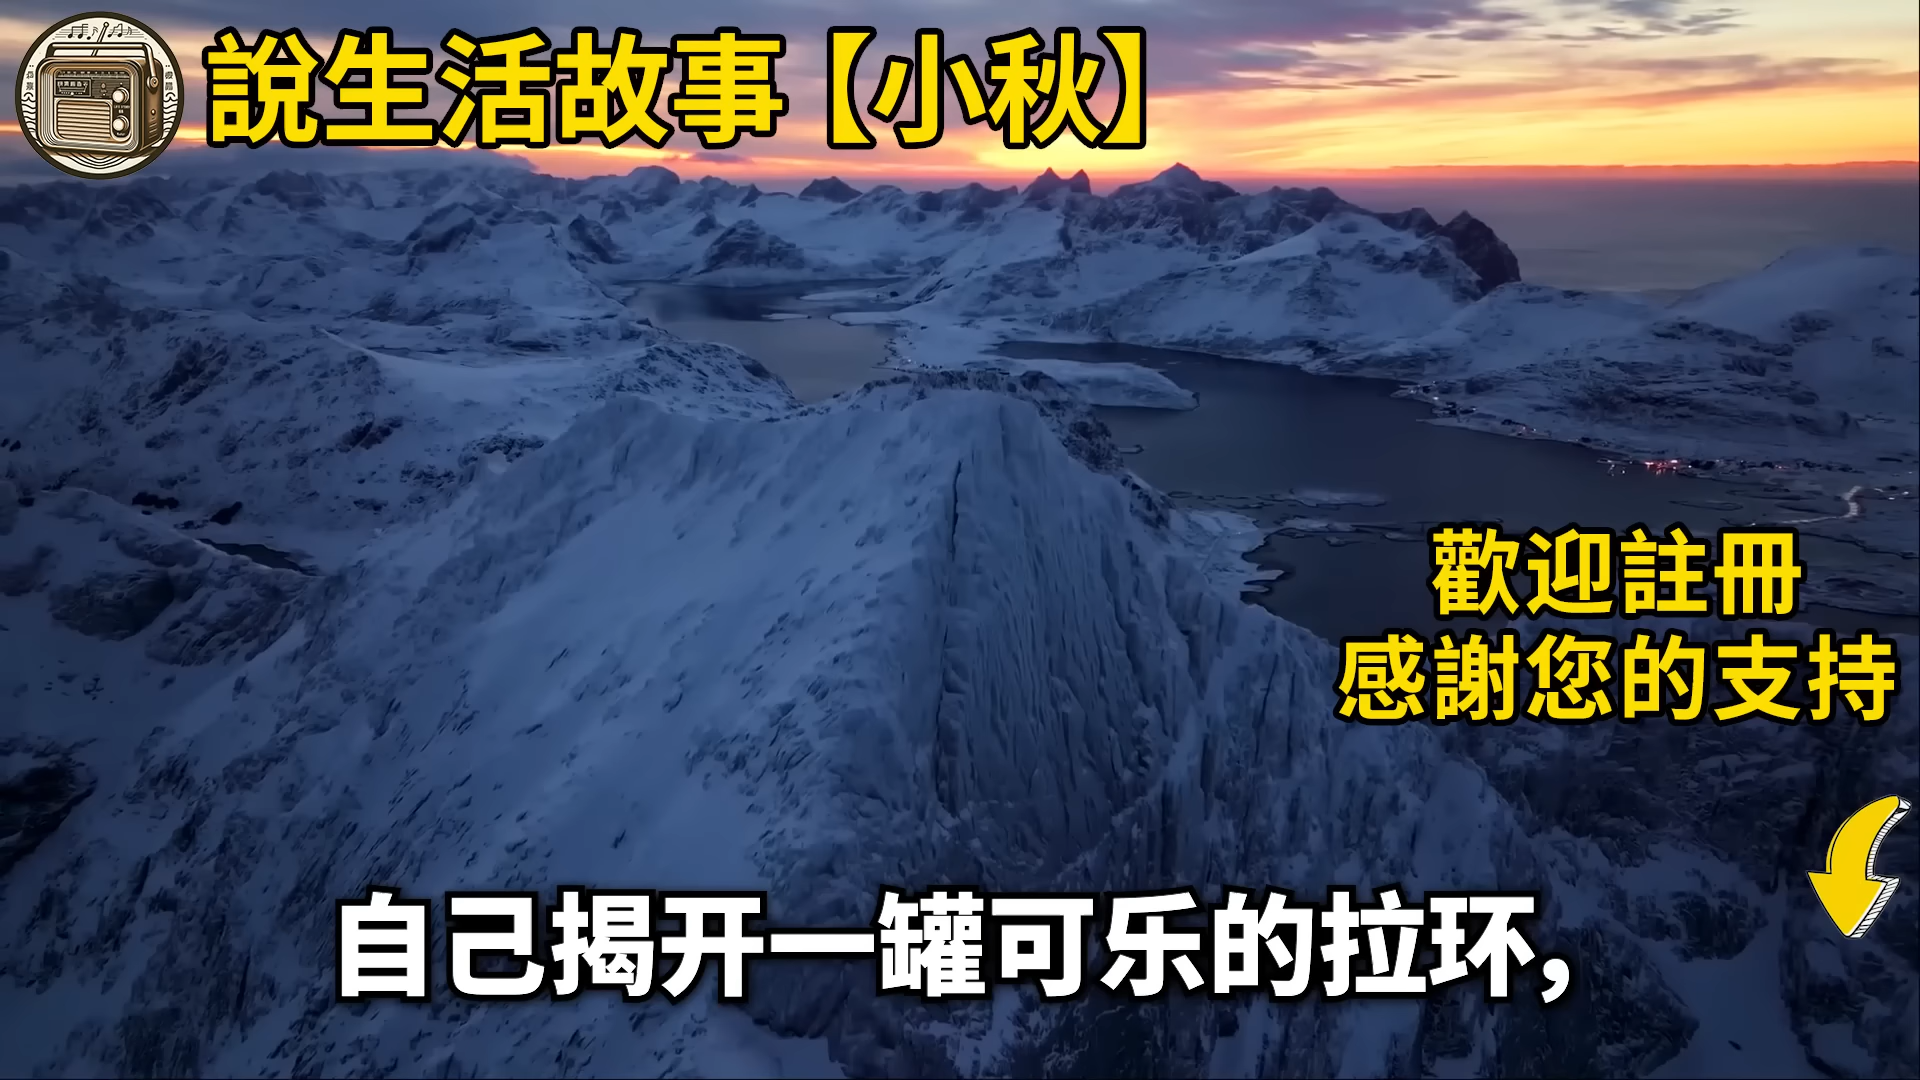 說生活故事【小秋】
歡迎註冊
感謝您的支持
自己揭开一罐可乐的拉环,